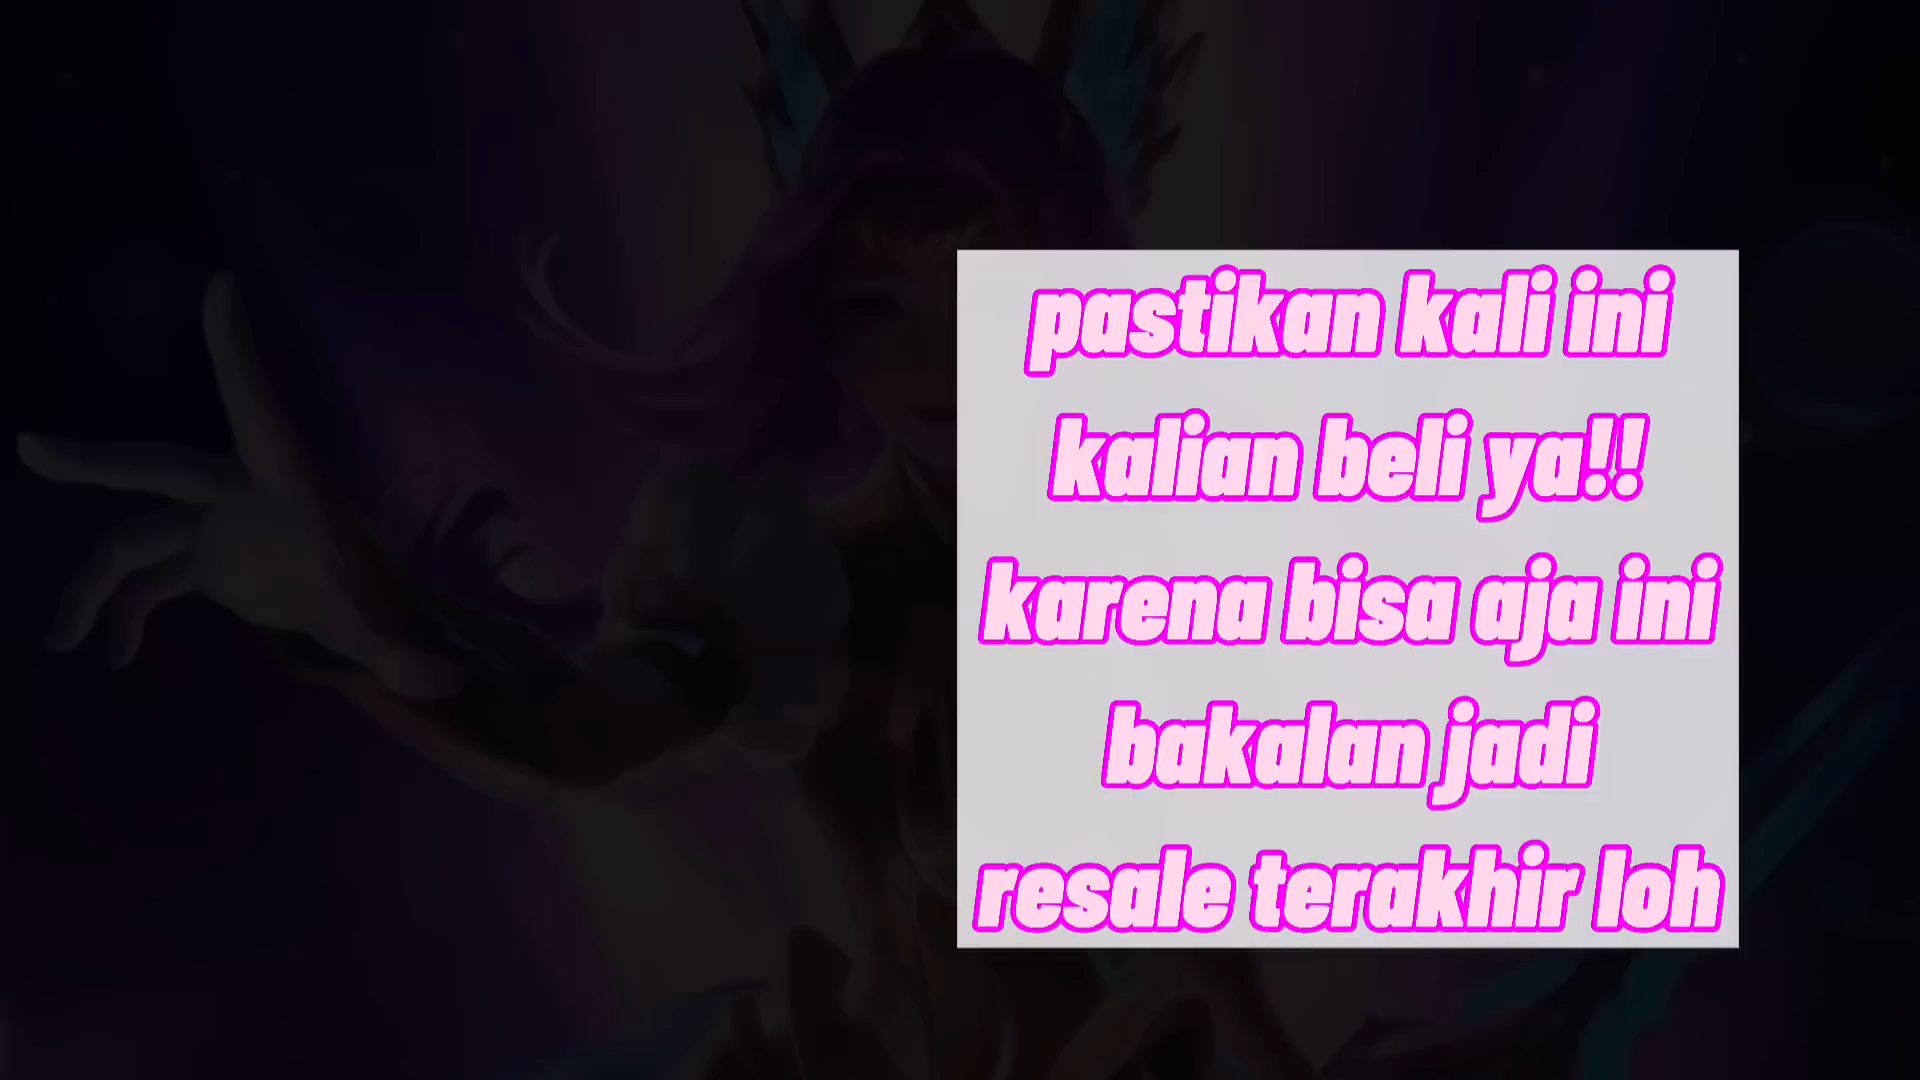 pastikan kali ini
kalian beli ya!!
karena bisa aja ini
bakalan jadi
resale terakhir loh